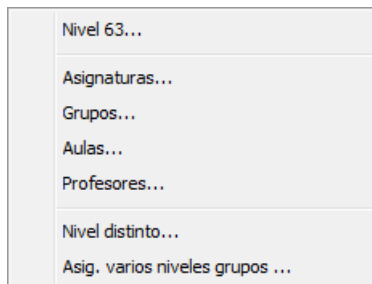 Nivel 63...
Asignaturas...
Grupos...
Aulas...
Profesores...
Nivel distinto...
Asig. varios niveles grupos ...